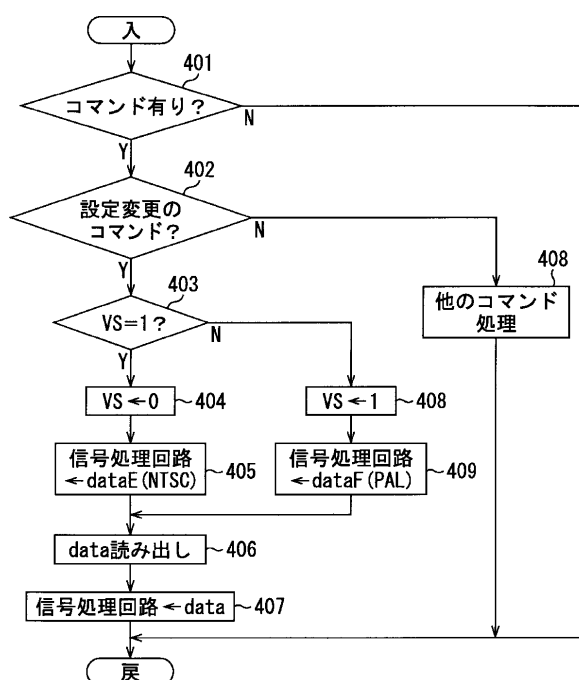 入
401
コマンド有り?
N
Y
402
設定変更の
コマンド?
N
Y
403
VS=1?
N
Y
408
他のコマンド
処理
VS←0
404
VS←1
408
信号処理回路
←dataE(NTSC)
405
信号処理回路
←dataF(PAL)
409
data読み出し
406
信号処理回路←data
407
戻